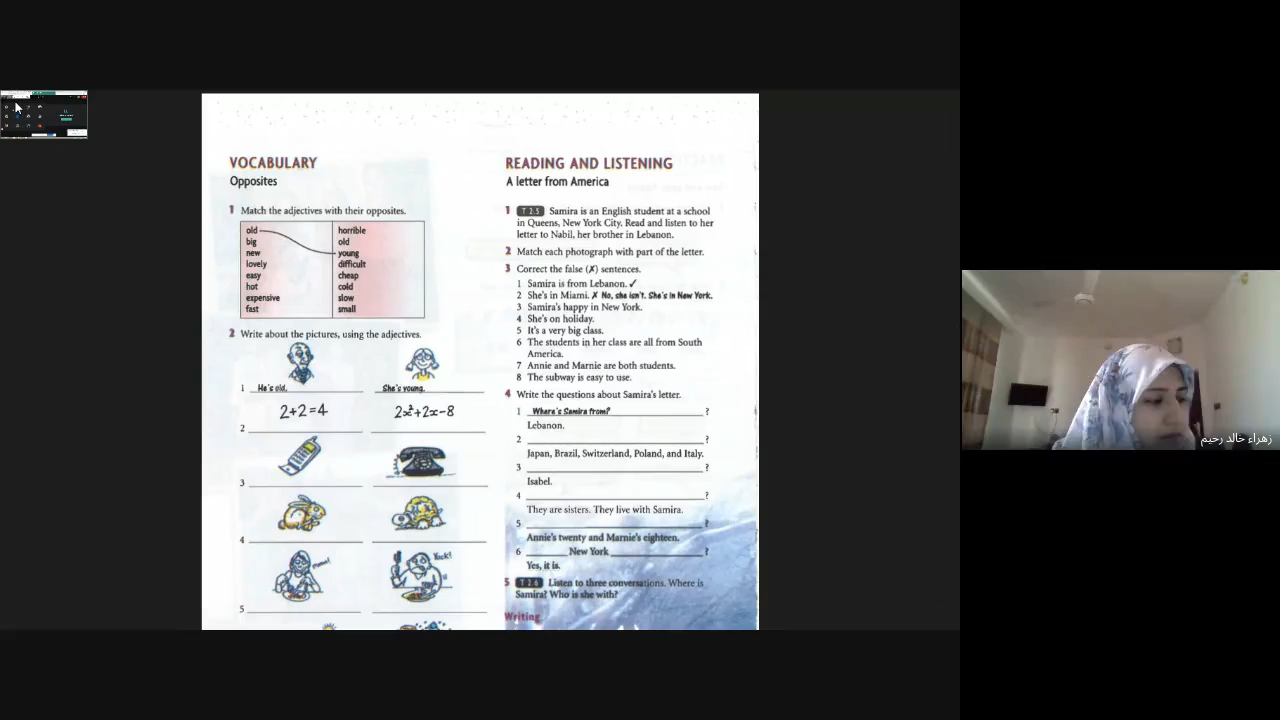 VOCABULARY
Opposites
1 Match the adjectives with their opposites.
old horrible
big old
new young
lovely difficult
easy cheap
hot cold
expensive slow
fast small
2 Write about the pictures, using the adjectives.
1 He's old. She's young.
2+2=4 2x²+2x-8
2
3
4
Yuck!
5
READING AND LISTENING
A letter from America
1 T 2.5 Samira is an English student at a school
in Queens, New York City. Read and listen to her
letter to Nabil, her brother in Lebanon.
2 Match each photograph with part of the letter.
3 Correct the false (✗) sentences.
1 Samira is from Lebanon. ✓
2 She's in Miami. ✗ No, she isn't. She's in New York.
3 Samira's happy in New York.
4 She's on holiday.
5 It's a very big class.
6 The students in her class are all from South
America.
7 Annie and Marnie are both students.
8 The subway is easy to use.
4 Write the questions about Samira's letter.
1 Where's Samira from? ?
Lebanon.
2 ?
Japan, Brazil, Switzerland, Poland, and Italy.
3 ?
Isabel.
4 ?
They are sisters. They live with Samira.
5 ?
Annie's twenty and Marnie's eighteen.
6 New York ?
Yes, it is.
5 T 2.6 Listen to three conversations. Where is
Samira? Who is she with?
Writing
زهراء خالد رحيم